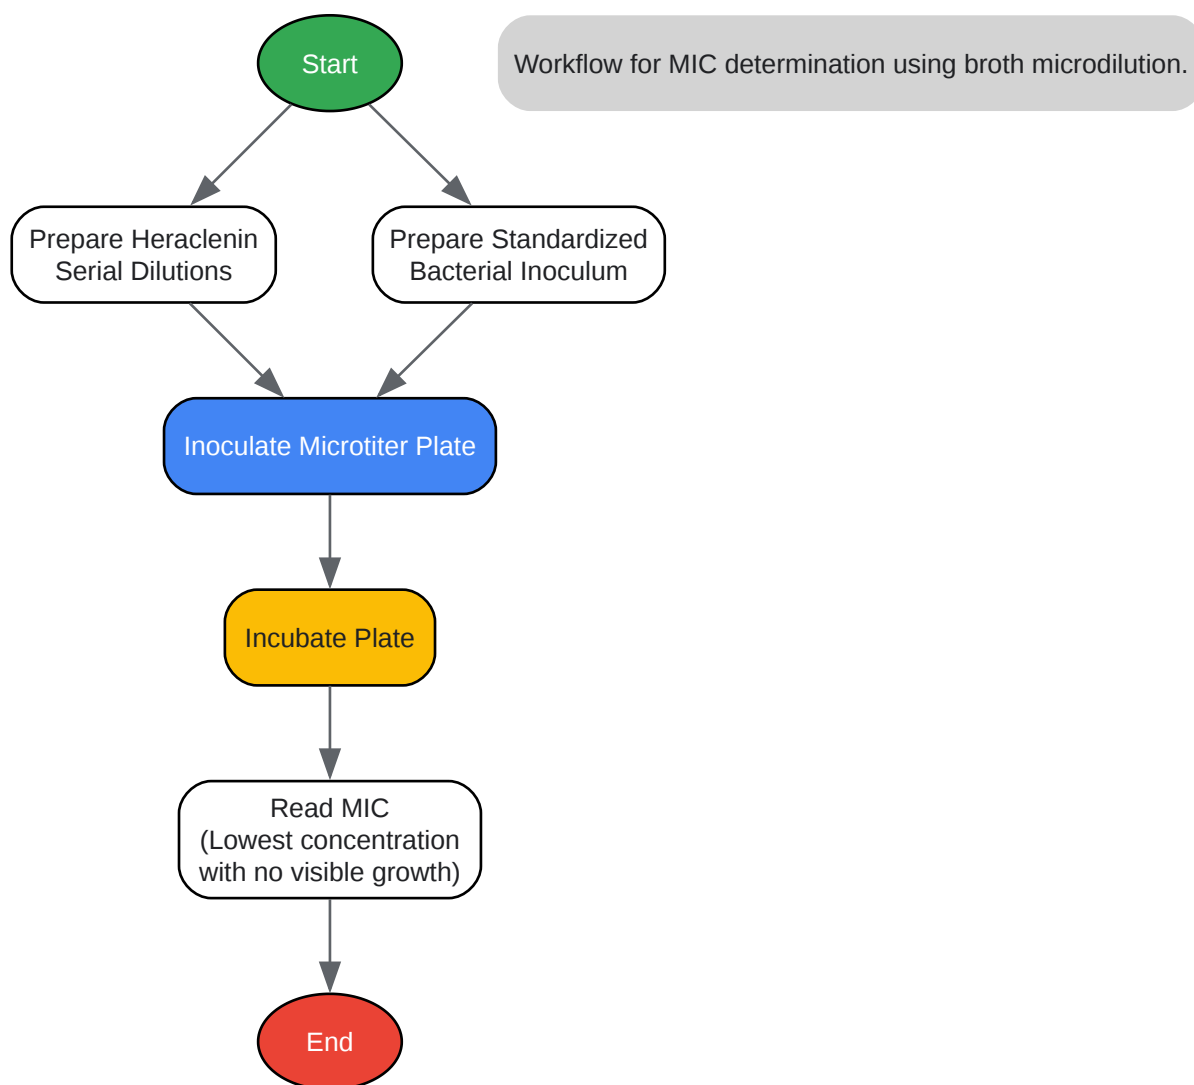 Start
Workflow for MIC determination using broth microdilution.
Prepare Heraclenin
Serial Dilutions
Prepare Standardized
Bacterial Inoculum
Inoculate Microtiter Plate
Incubate Plate
Read MIC
(Lowest concentration
with no visible growth)
End